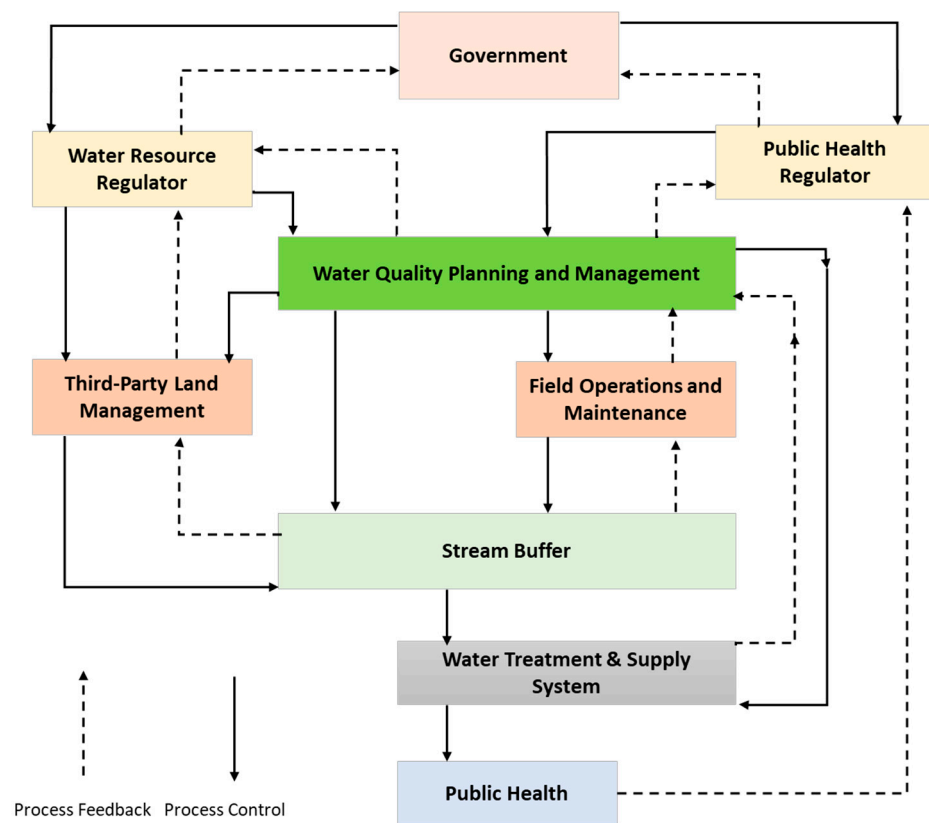 Government
Water Resource
Regulator
Public Health
Regulator
Water Quality Planning and Management
Third-Party Land
Management
Field Operations and
Maintenance
Stream Buffer
Water Treatment & Supply
System
Public Health
Process Feedback
Process Control